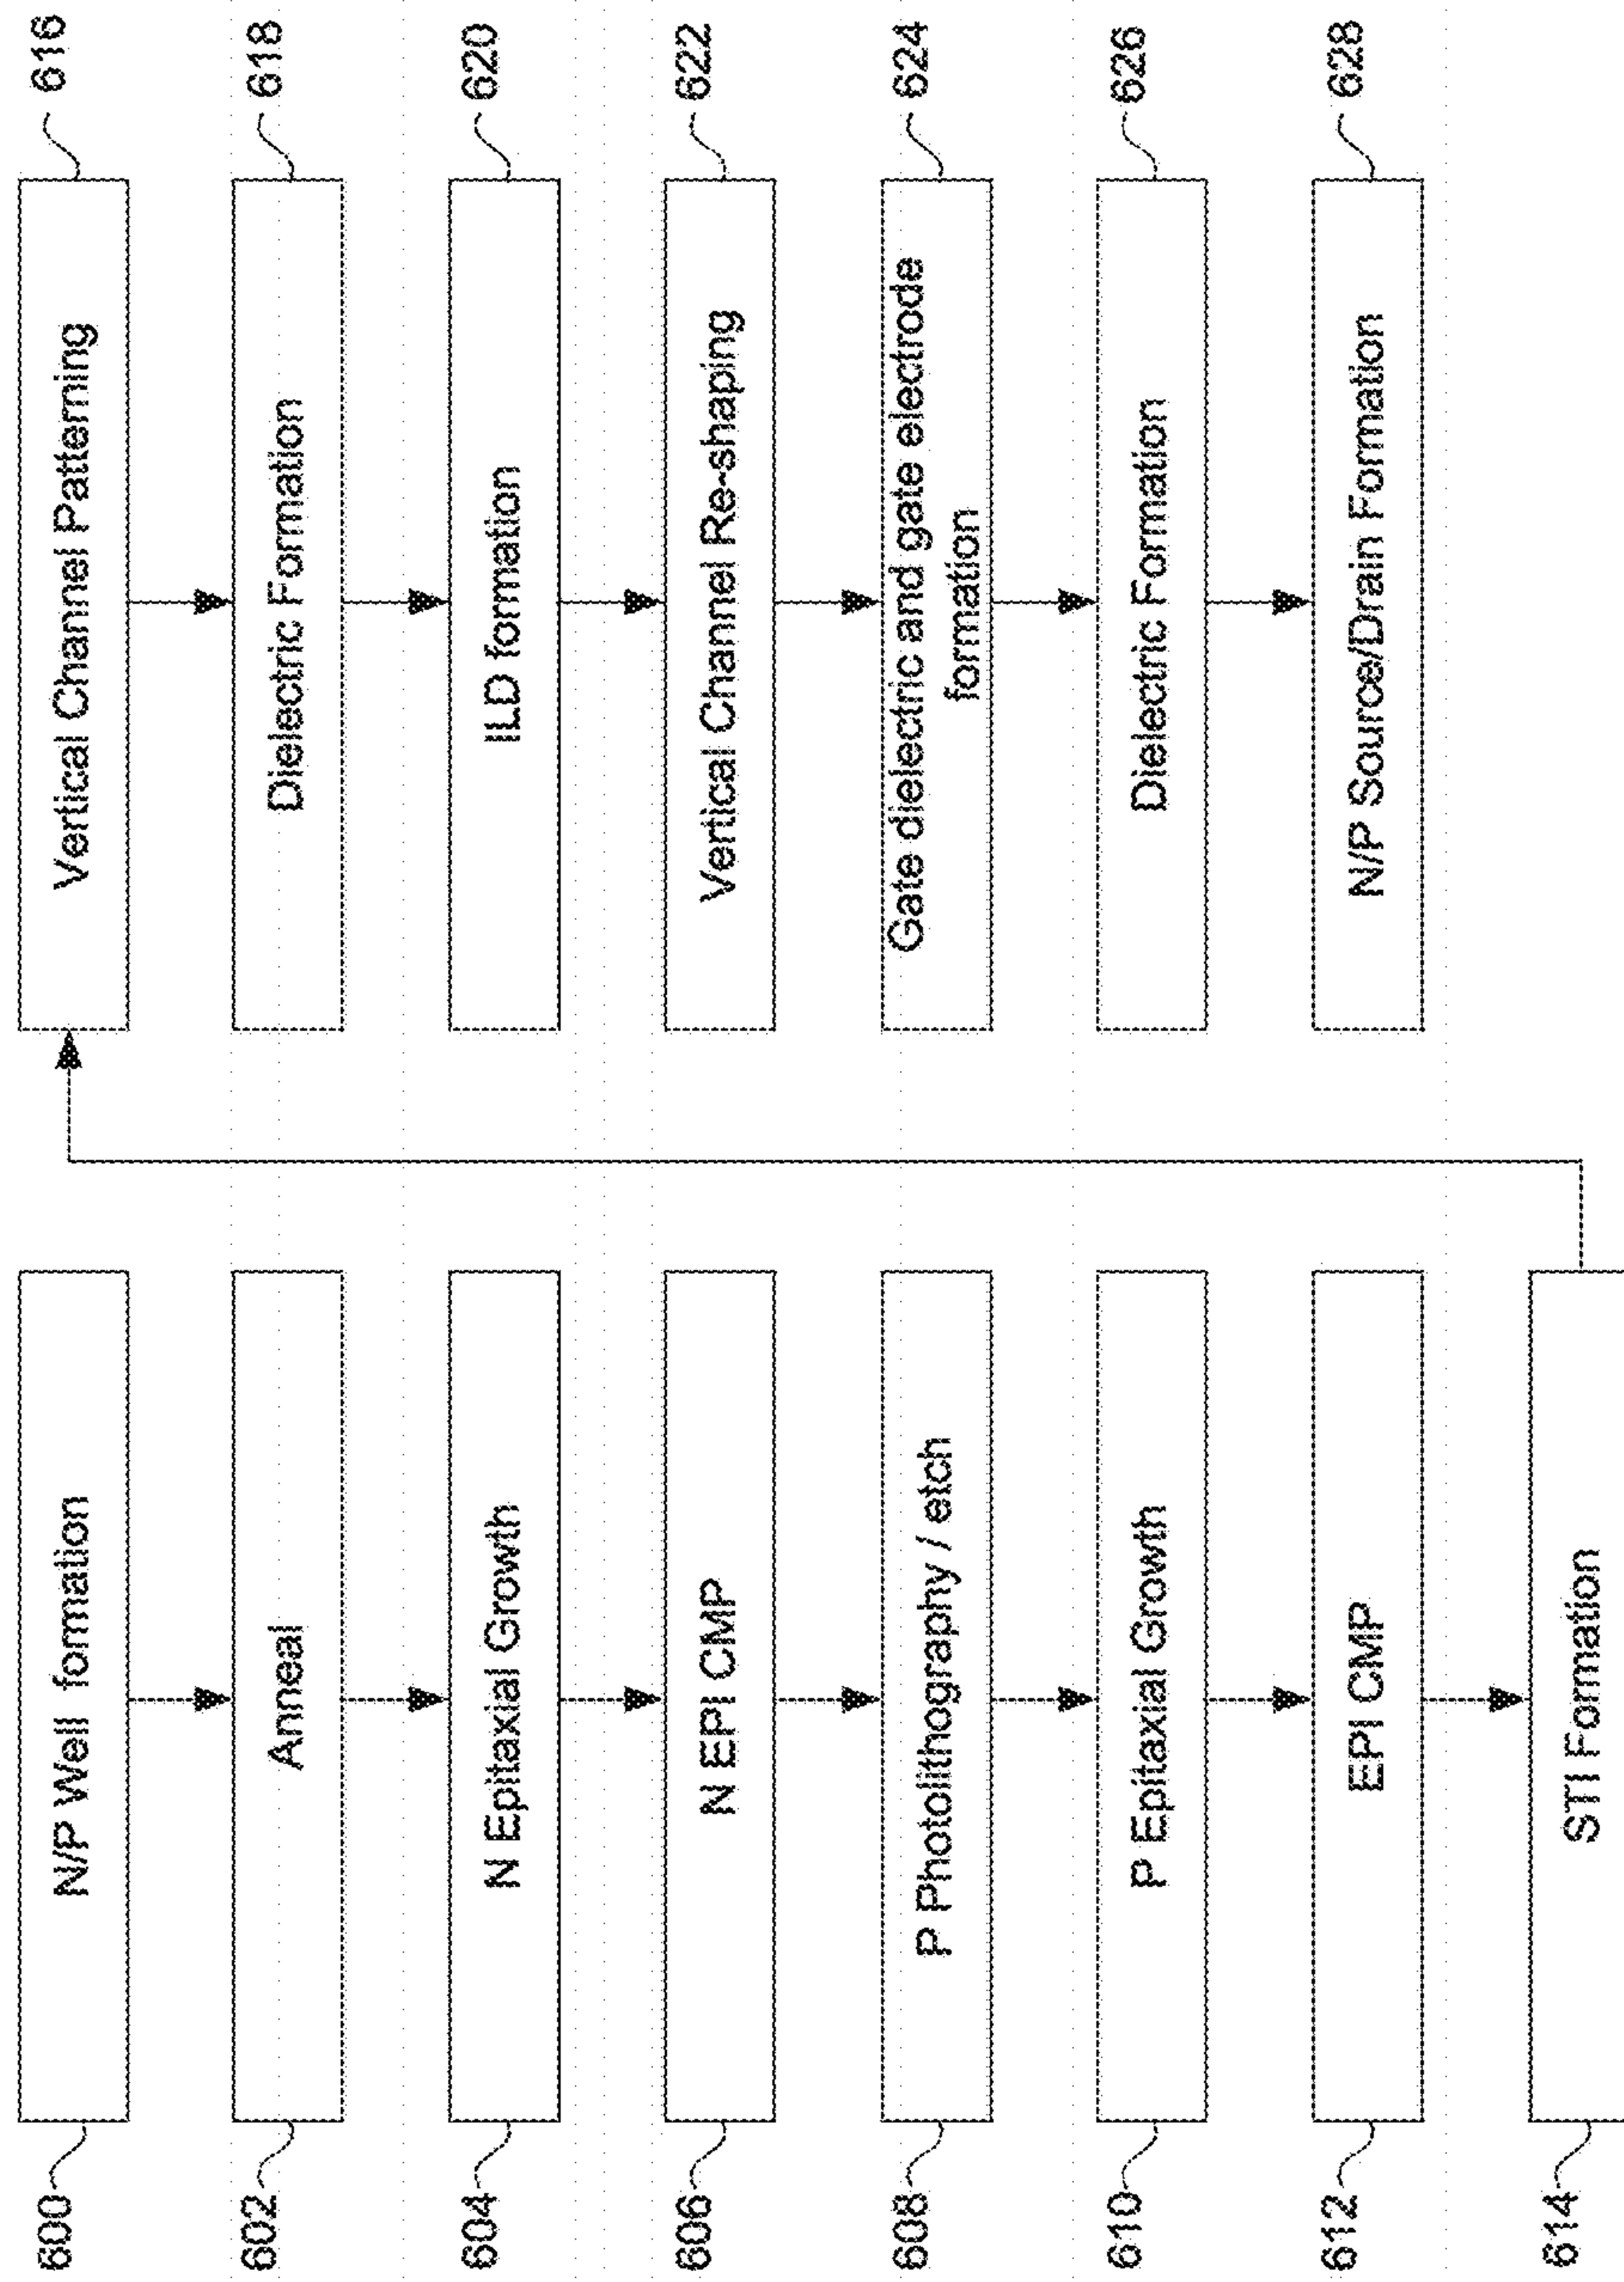 600
N/P Well fomation
602
Anneal
604
N Epitaxial Growth
606
N EPI CMP
608
P Photolithography / etch
610
P Epitaxial Growth
612
EPI CMP
614
STI Formation
616
Vertical Channel Patterning
618
Dielectric Formation
620
ILD formation
622
Vertical Channel Re-shaping
624
Gate dielectric and gate electrode
formation
626
Dielectric Formation
628
N/P Source/Drain Formation